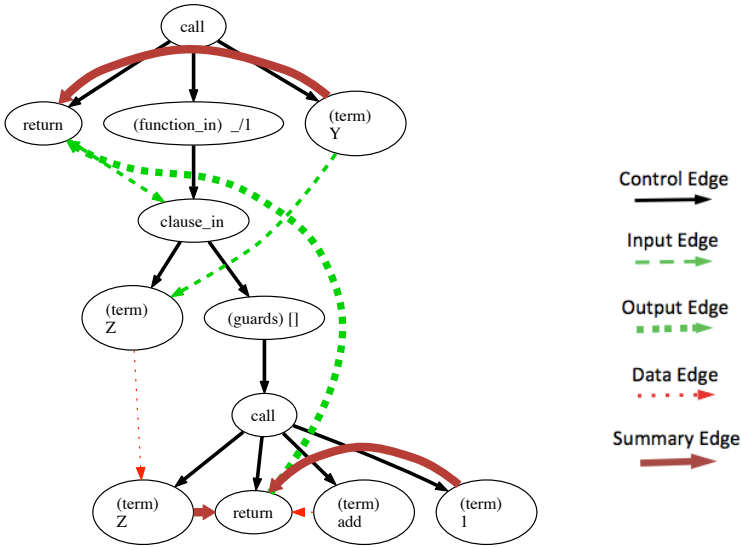 call
return
(function_in) _/1
(term)
Y
clause_in
(term)
Z
(guards) []
call
(term)
Z
return
(term)
add
(term)
1
Control Edge
Input Edge
Output Edge
Data Edge
Summary Edge